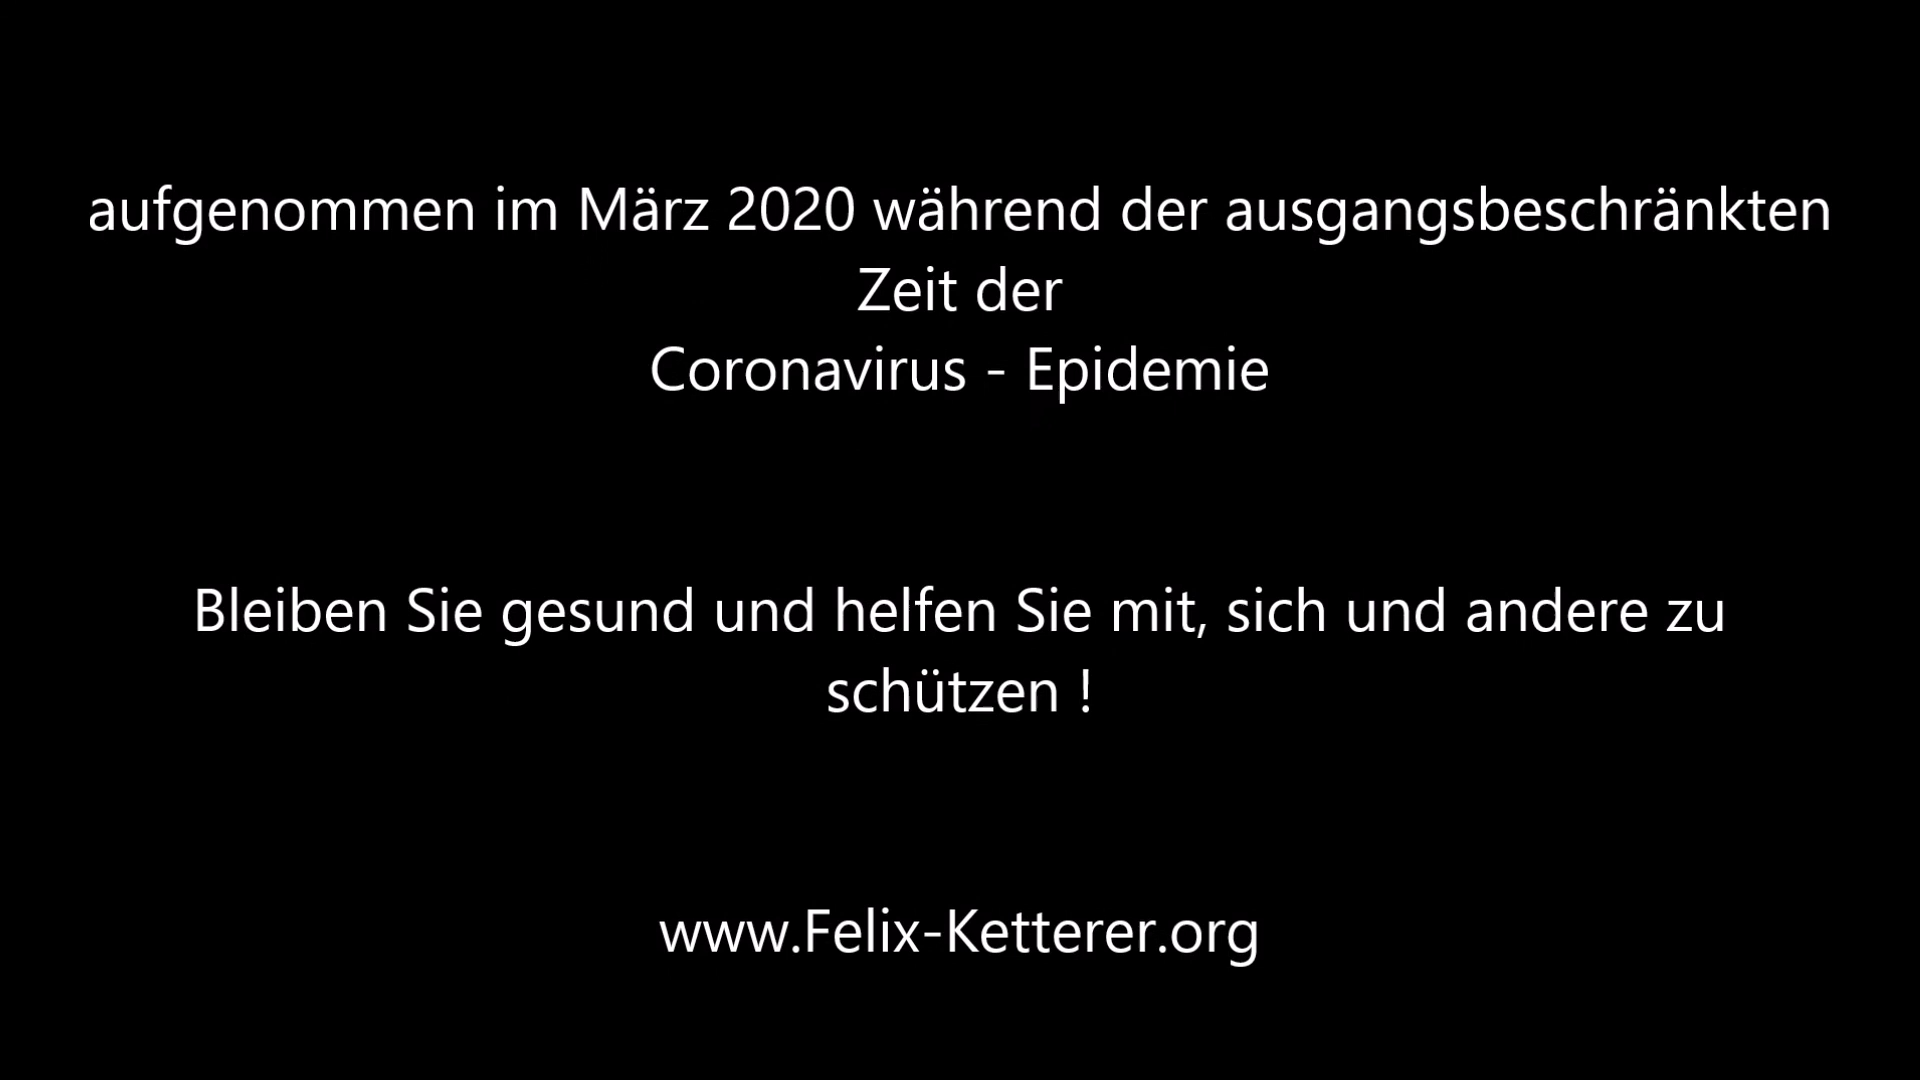 aufgenommen im März 2020 während der ausgangsbeschränkten
Zeit der
Coronavirus - Epidemie
Bleiben Sie gesund und helfen Sie mit, sich und andere zu
schützen !
www.Felix-Ketterer.org